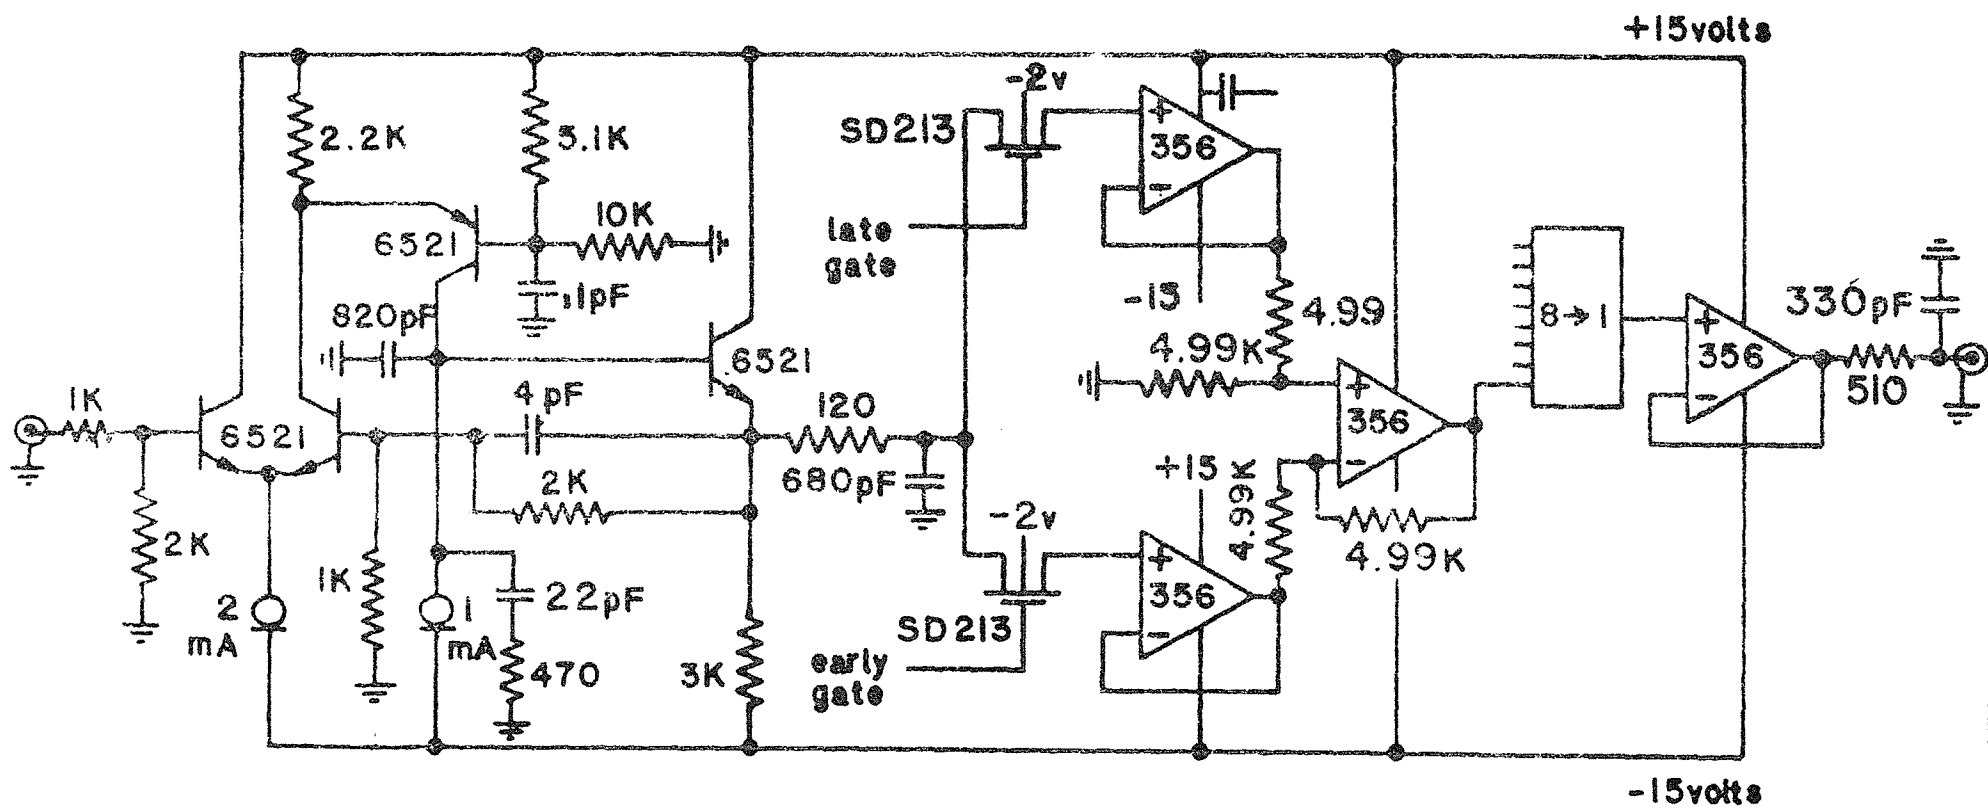 +15volts
-2v
SD213
356
2.2K
5.1K
10K
6521
late
gate
.1pF
-15
4.99
820pF
8→1
330pF
6521
4.99K
356
510
1K
4pF
120
6521
356
2K
680pF
+15
4.99K
-2v
4.99K
2K
1K
22pF
356
2
mA
1
mA
SD213
470
3K
early
gate
-15volts